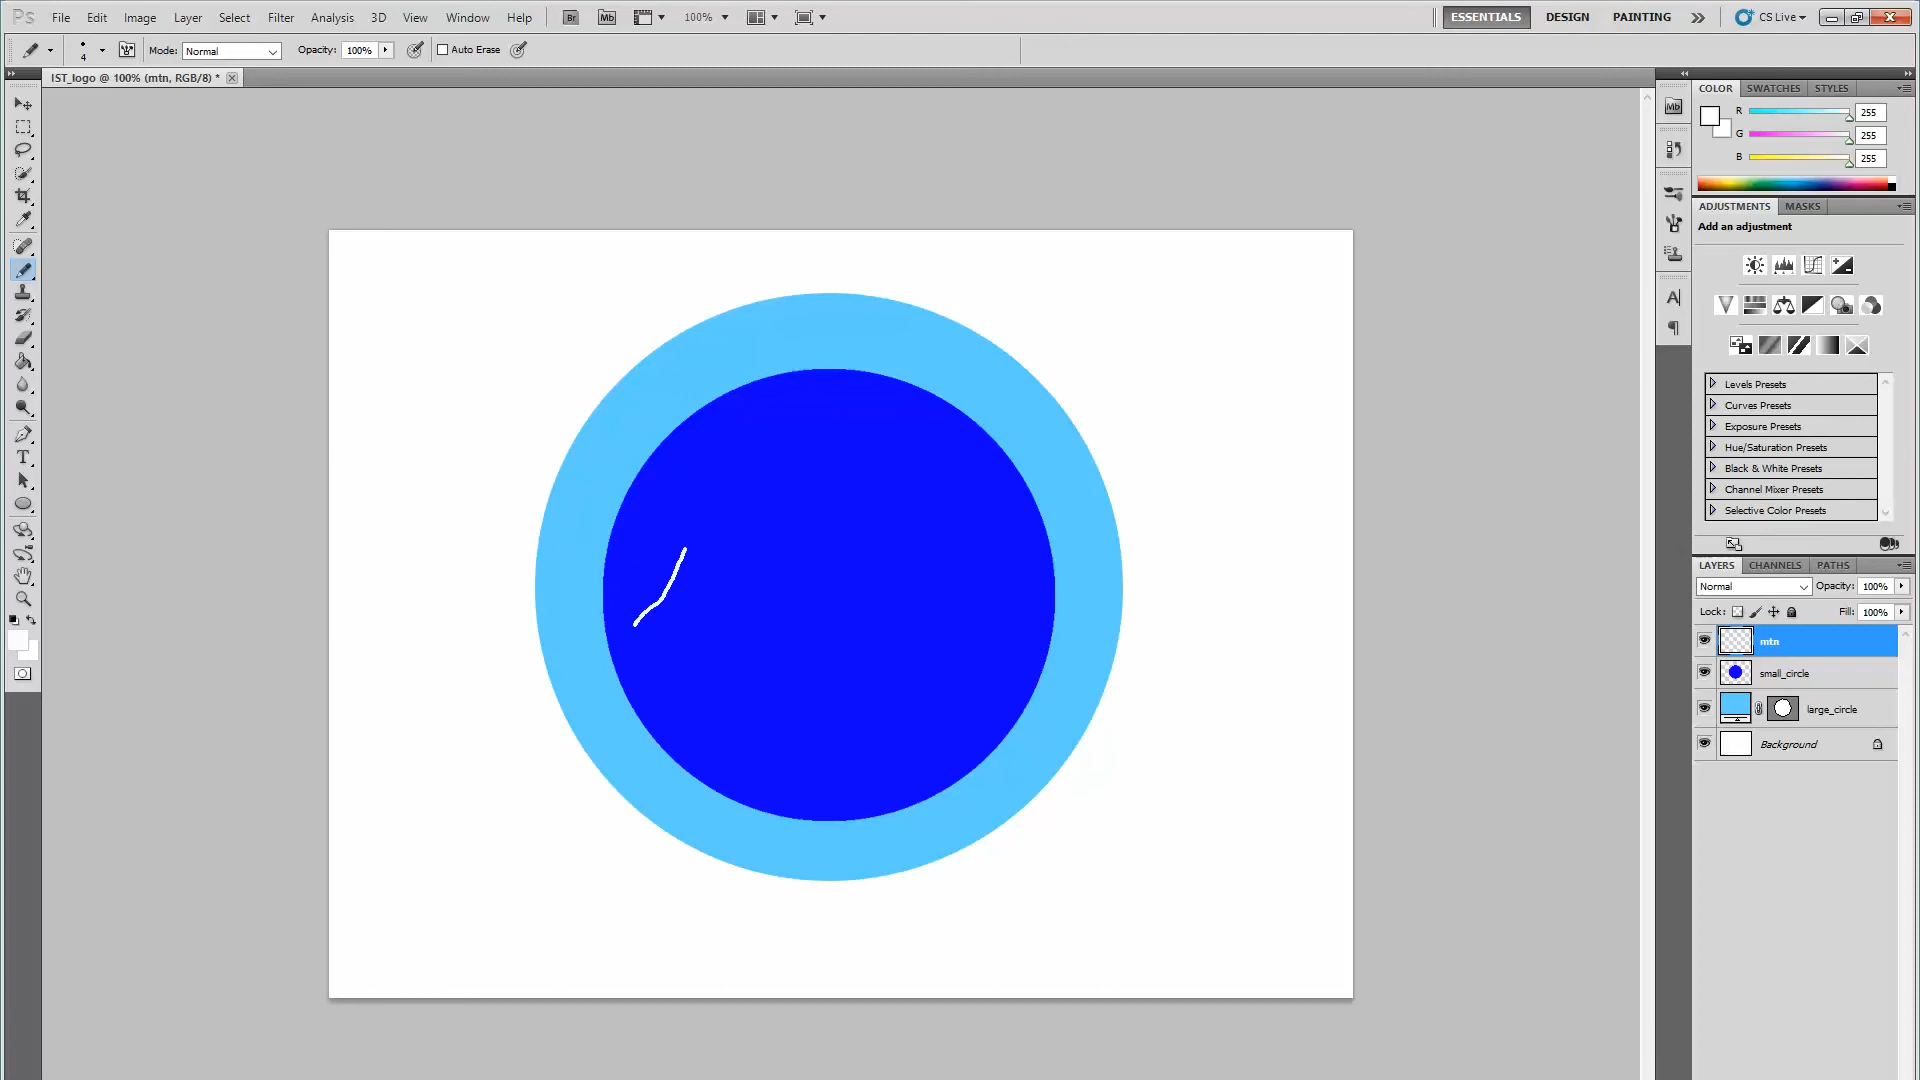 Ps File Edit Image Layer Select Filter Analysis 3D View Window Help Br Mb 100% ESSENTIALS DESIGN PAINTING CS Live
4 Mode: Normal Opacity: 100% Auto Erase
IST_logo @ 100% (mtn, RGB/8) *
COLOR SWATCHES STYLES
Mb
R 255
G 255
B 255
ADJUSTMENTS MASKS
Add an adjustment
A
Levels Presets
Curves Presets
Exposure Presets
Hue/Saturation Presets
Black & White Presets
Channel Mixer Presets
Selective Color Presets
T
LAYERS CHANNELS PATHS
Normal Opacity: 100%
Lock: Fill: 100%
mtn
small_circle
large_circle
Background